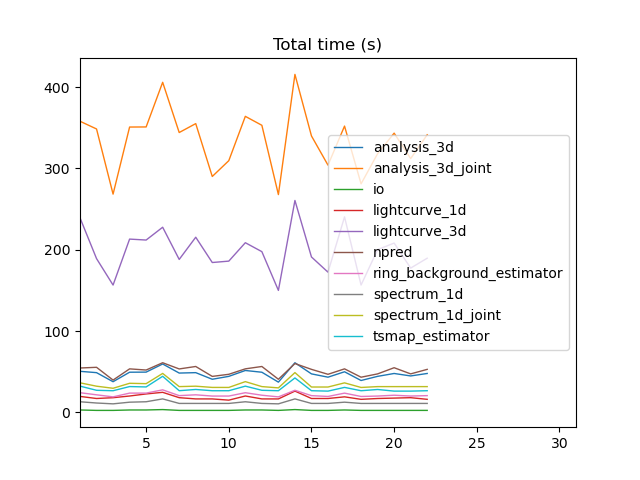 Total time (s)
400
300
200
100
0
analysis_3d
analysis_3d_joint
io
lightcurve_1d
lightcurve_3d
npred
ring_background_estimator
spectrum_1d
spectrum_1d_joint
tsmap_estimator
5 10 15 20 25 30